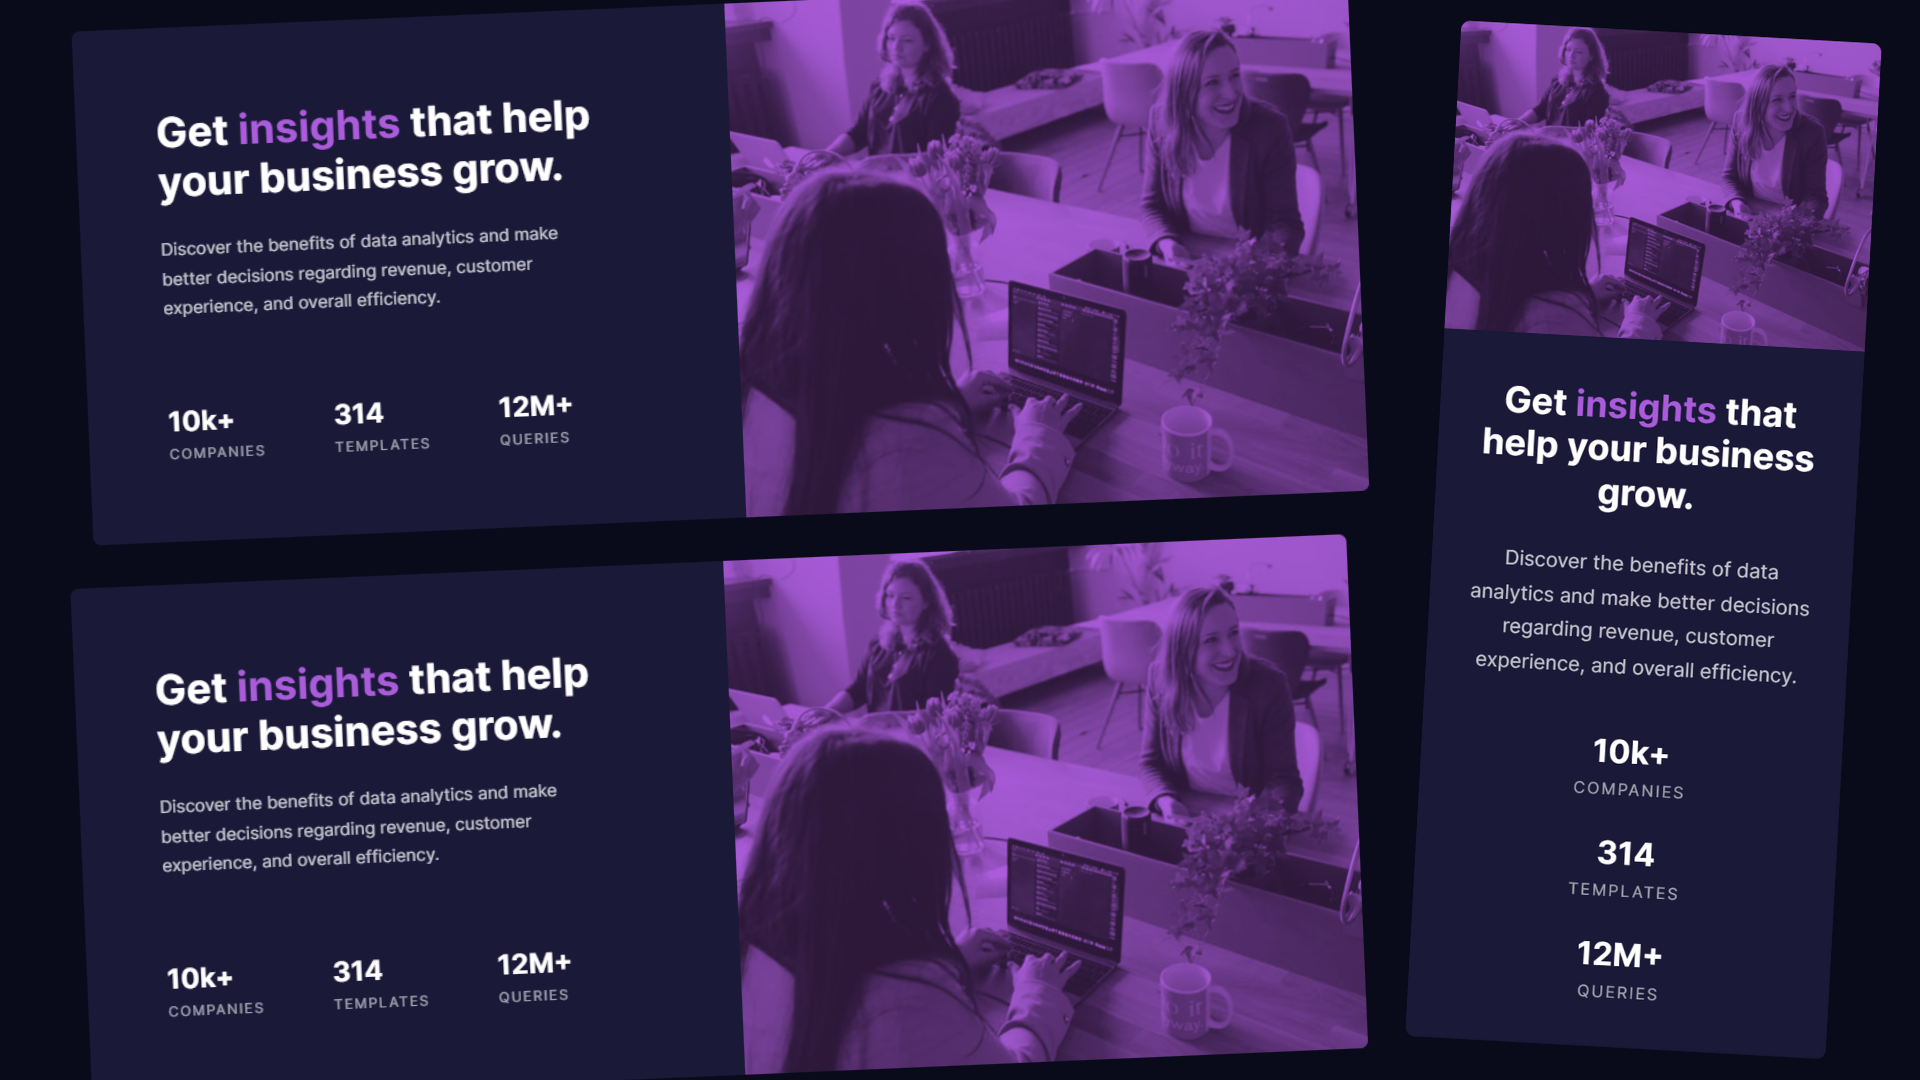 Get insights that help
your business grow.
Discover the benefits of data analytics and make
better decisions regarding revenue, customer
experience, and overall efficiency.
10k+
COMPANIES
314
TEMPLATES
12M+
QUERIES
Get insights that help
your business grow.
Discover the benefits of data analytics and make
better decisions regarding revenue, customer
experience, and overall efficiency.
10k+
COMPANIES
314
TEMPLATES
12M+
QUERIES
Get insights that
help your business
grow.
Discover the benefits of data
analytics and make better decisions
regarding revenue, customer
experience, and overall efficiency.
10k+
COMPANIES
314
TEMPLATES
12M+
QUERIES